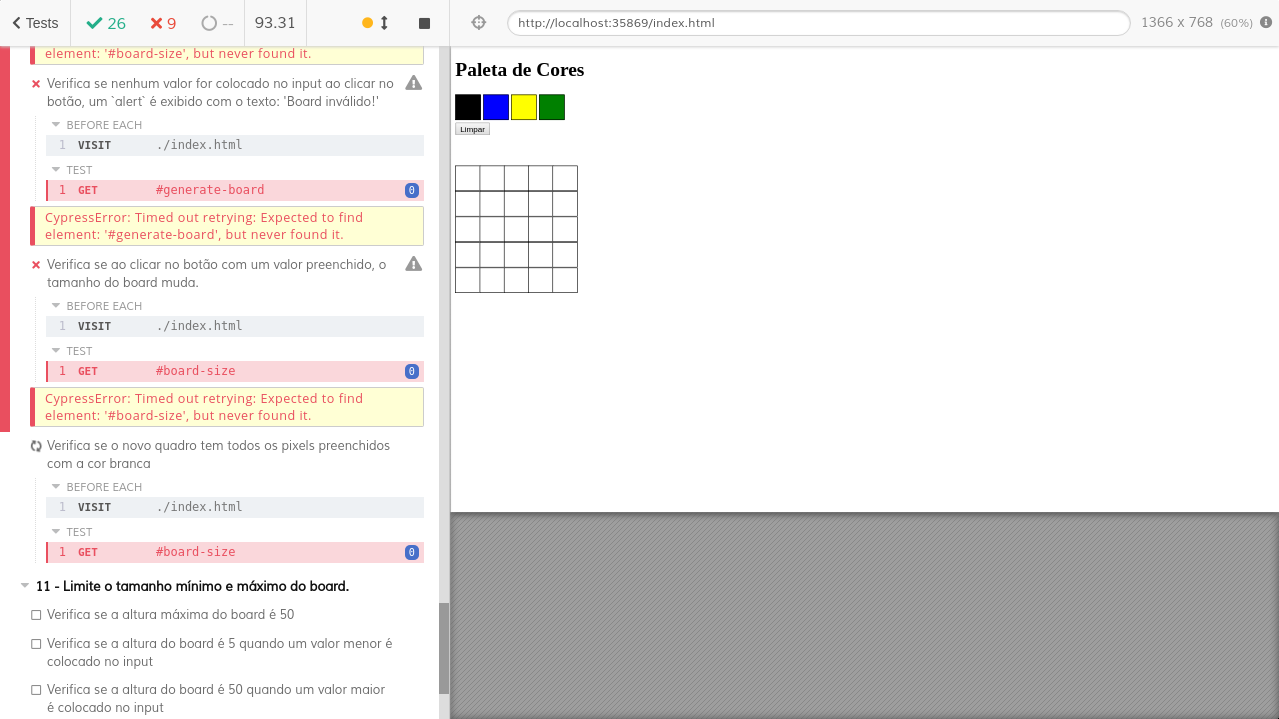 Tests
26
9
--
93.31
http://localhost:35869/index.html
1366 x 768 (60%)
element: '#board-size', but never found it.
Verifica se nenhum valor for colocado no input ao clicar no
botão, um `alert` é exibido com o texto: 'Board inválido!'
BEFORE EACH
1 VISIT ./index.html
TEST
1 GET #generate-board 0
CypressError: Timed out retrying: Expected to find
element: '#generate-board', but never found it.
Verifica se ao clicar no botão com um valor preenchido, o
tamanho do board muda.
BEFORE EACH
1 VISIT ./index.html
TEST
1 GET #board-size 0
CypressError: Timed out retrying: Expected to find
element: '#board-size', but never found it.
Verifica se o novo quadro tem todos os pixels preenchidos
com a cor branca
BEFORE EACH
1 VISIT ./index.html
TEST
1 GET #board-size 0
11 - Limite o tamanho mínimo e máximo do board.
Verifica se a altura máxima do board é 50
Verifica se a altura do board é 5 quando um valor menor é
colocado no input
Verifica se a altura do board é 50 quando um valor maior
é colocado no input
Paleta de Cores
Limpar